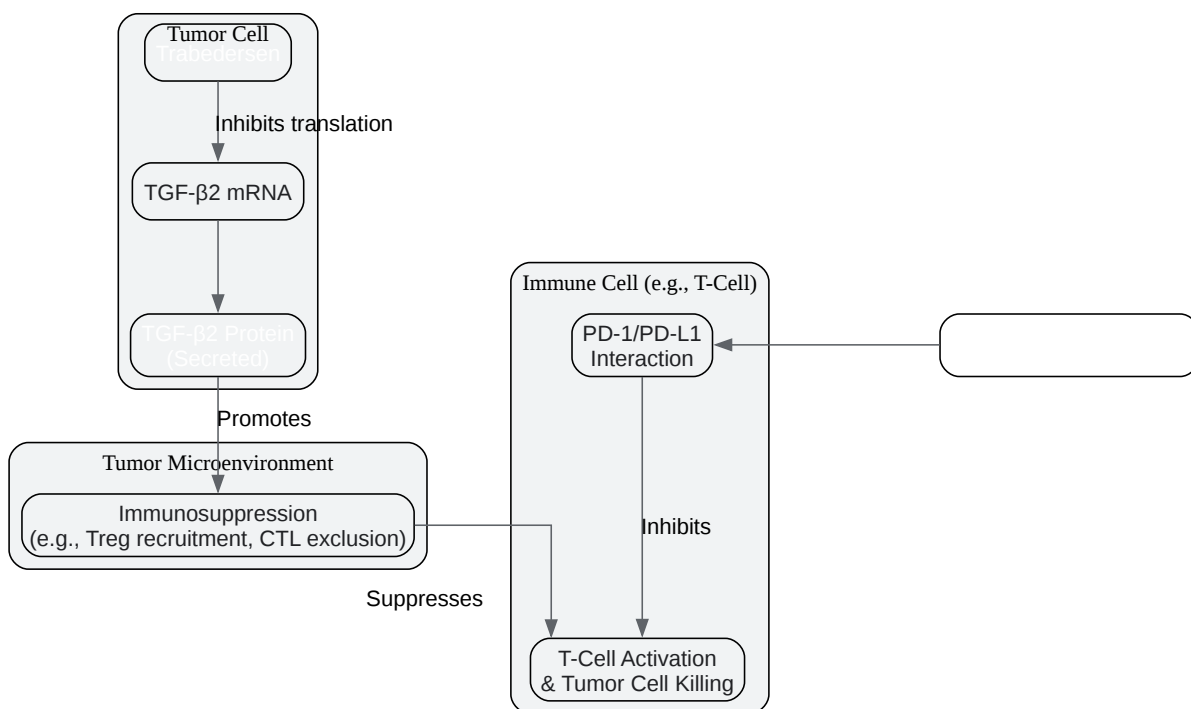 Tumor Cell
Trabedersen
Inhibits translation
TGF-β2 mRNA
TGF-β2 Protein
(Secreted)
Promotes
Tumor Microenvironment
Immunosuppression
(e.g., Treg recruitment, CTL exclusion)
Suppresses
Immune Cell (e.g., T-Cell)
PD-1/PD-L1
Interaction
Inhibits
T-Cell Activation
& Tumor Cell Killing